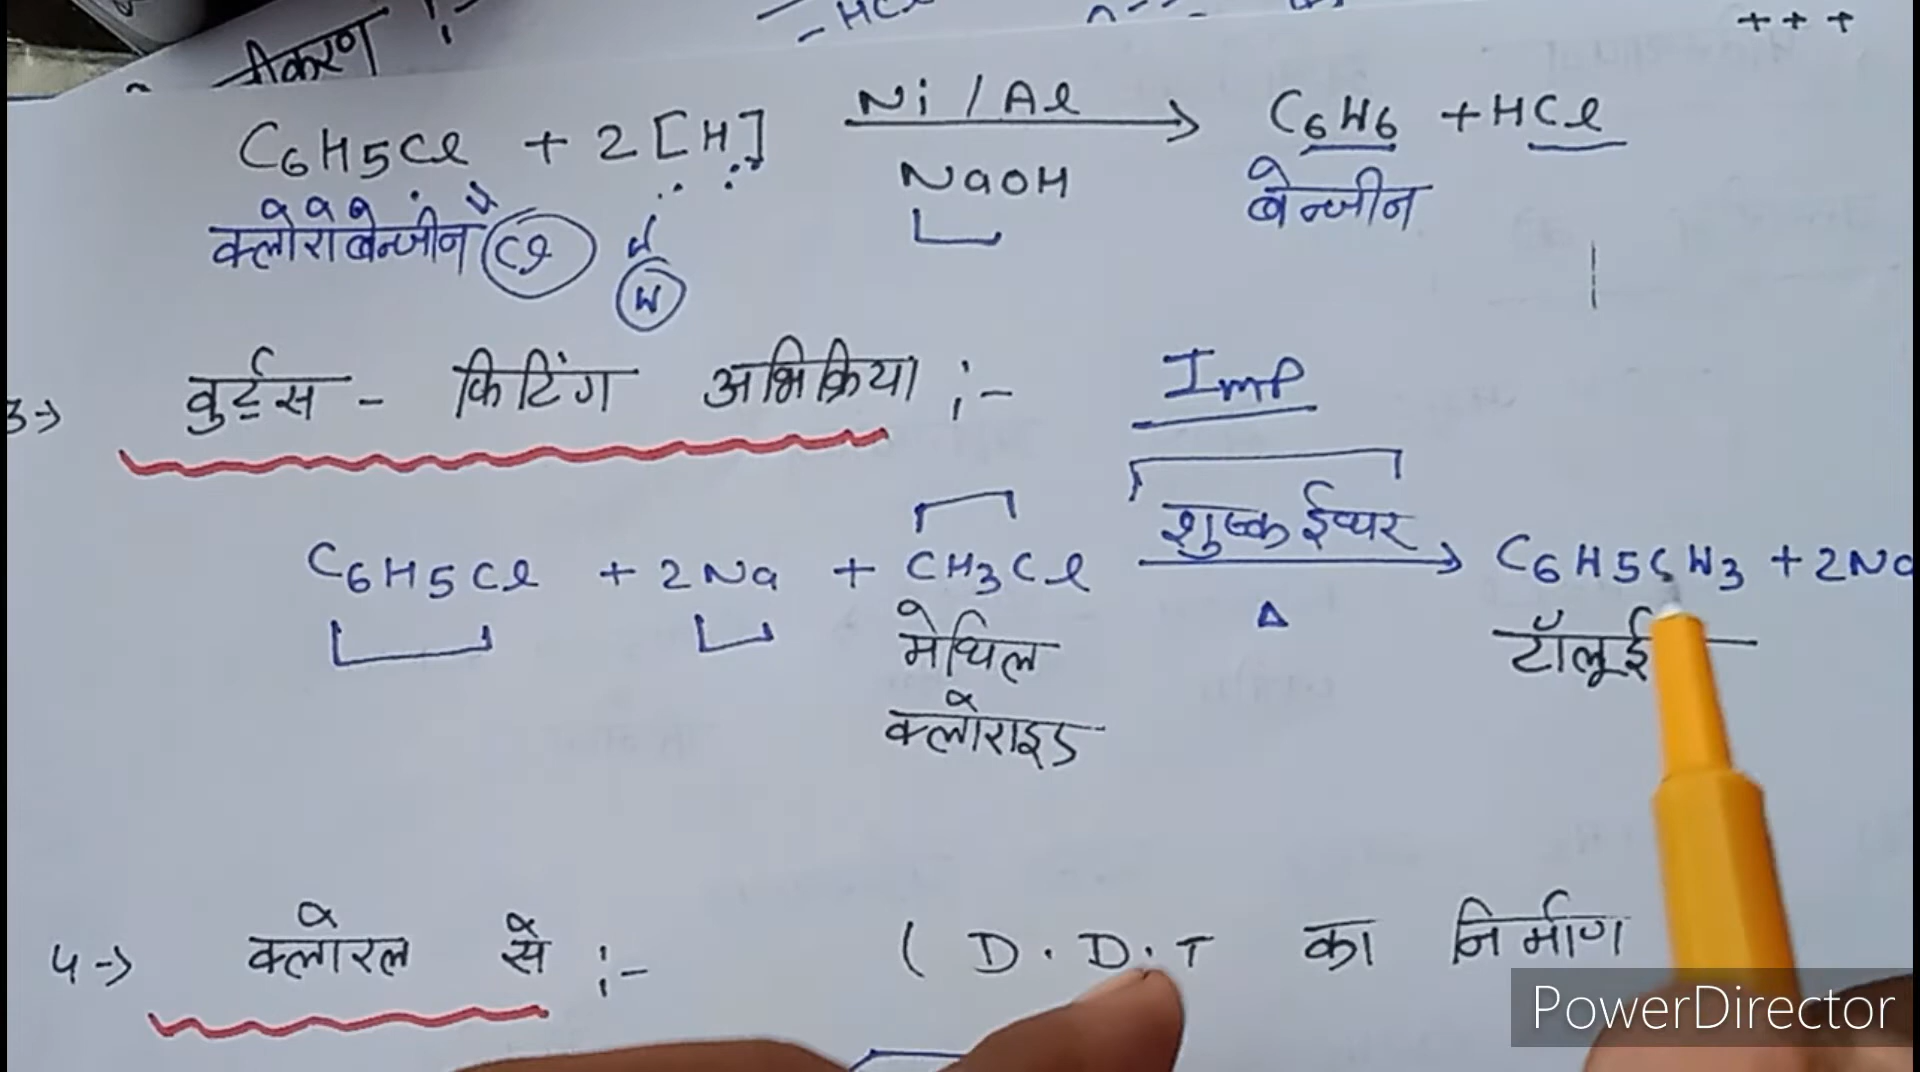 + + +
C6H5Cl + 2[H] Ni/Al NaOH C6H6 + HCl
क्लोरोबेन्जीन Cl H बेन्जीन
3→ वुर्ट्स - फिटिंग अभिक्रिया :- Imp
C6H5Cl + 2Na + CH3Cl शुष्क ईथर Δ C6H5CH3 + 2Na
मेथिल टॉलूई
क्लोराइड
4→ क्लोरल से :- ( D.D.T का निर्माण
PowerDirector